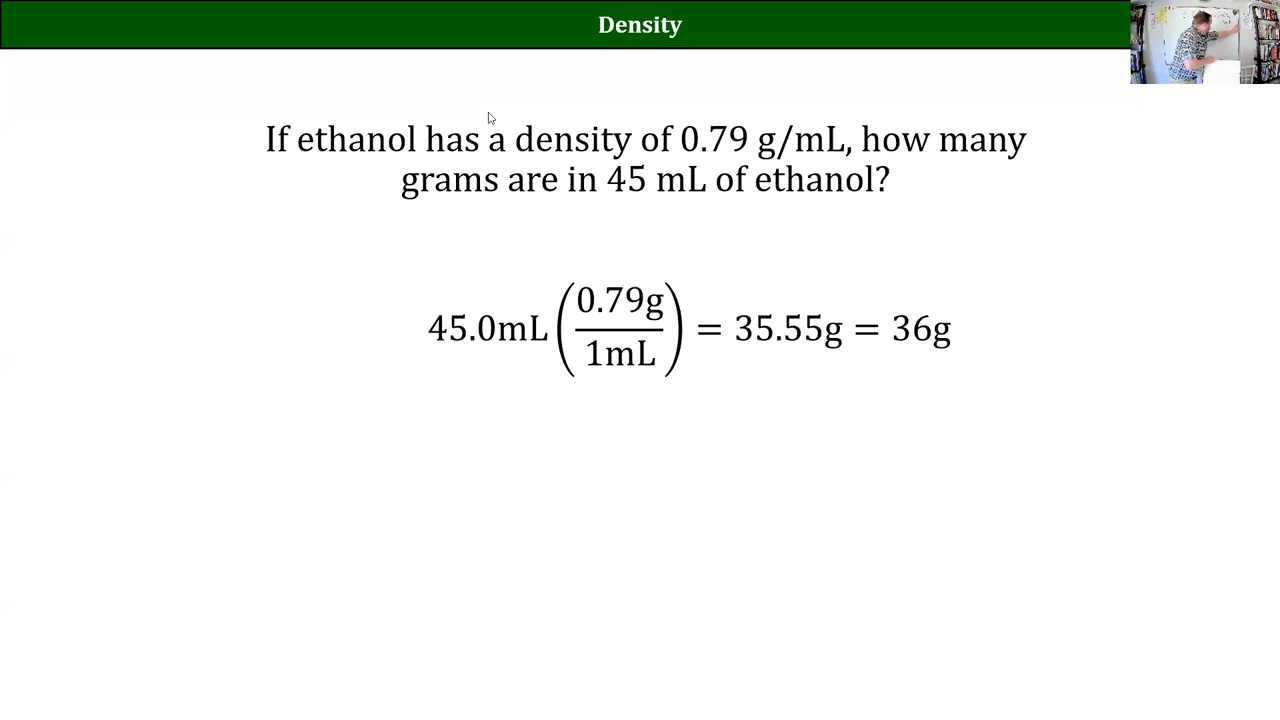 Density
If ethanol has a density of 0.79 g/mL, how many
grams are in 45 mL of ethanol?
45.0mL (0.79g/1mL) = 35.55g = 36g